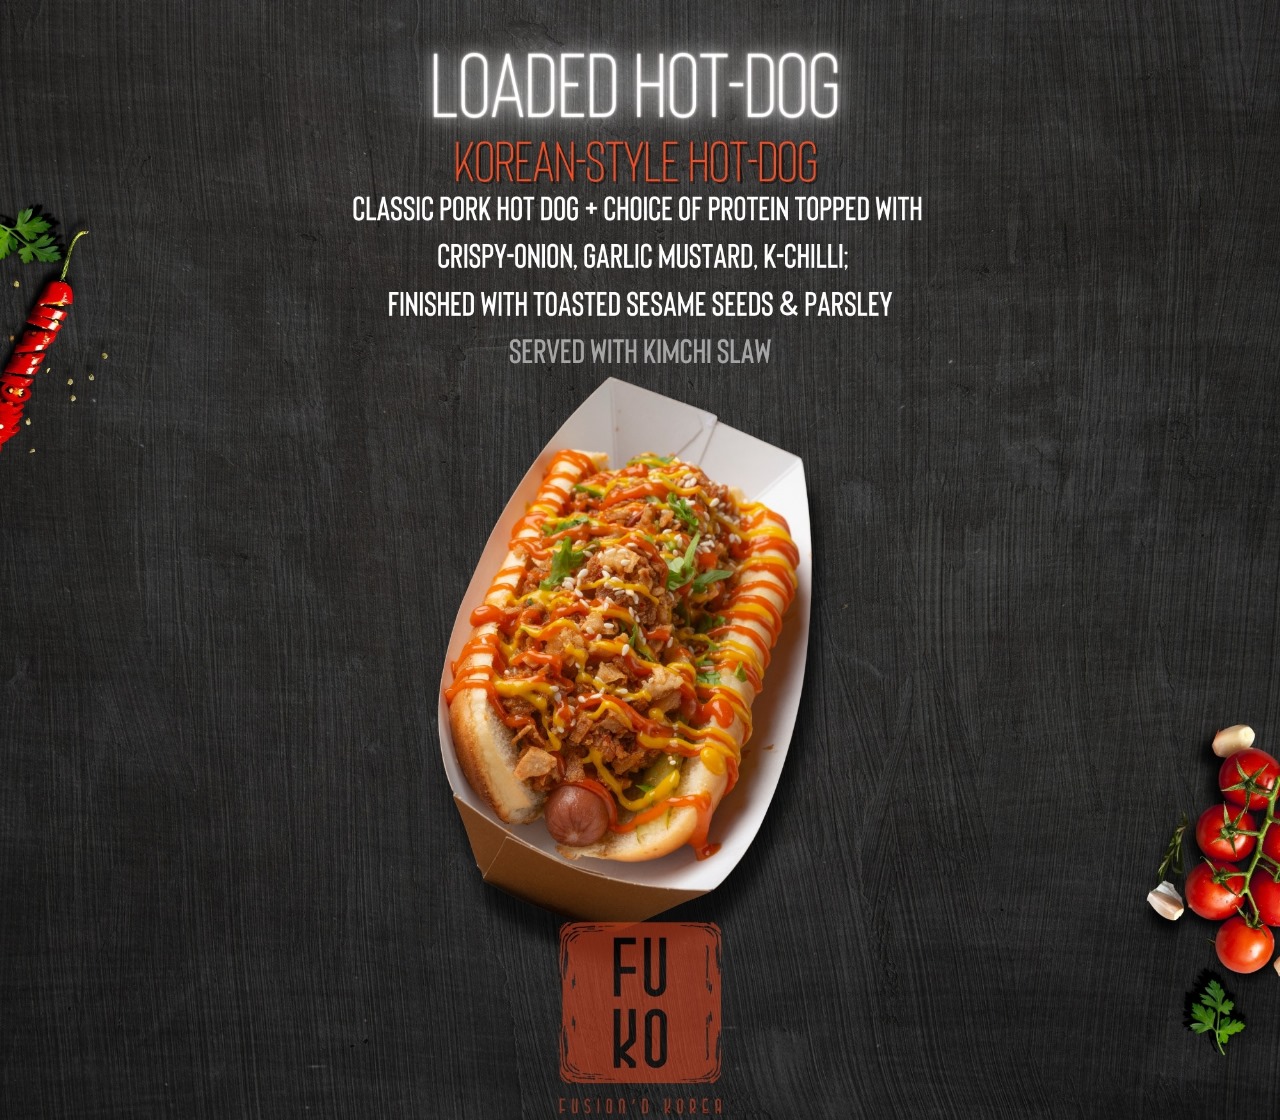 LOADED HOT-DOG
KOREAN-STYLE HOT-DOG
CLASSIC PORK HOT DOG + CHOICE OF PROTEIN TOPPED WITH
CRISPY-ONION, GARLIC MUSTARD, K-CHILLI;
FINISHED WITH TOASTED SESAME SEEDS & PARSLEY
SERVED WITH KIMCHI SLAW
FU
KO
FUSION'D KOREA